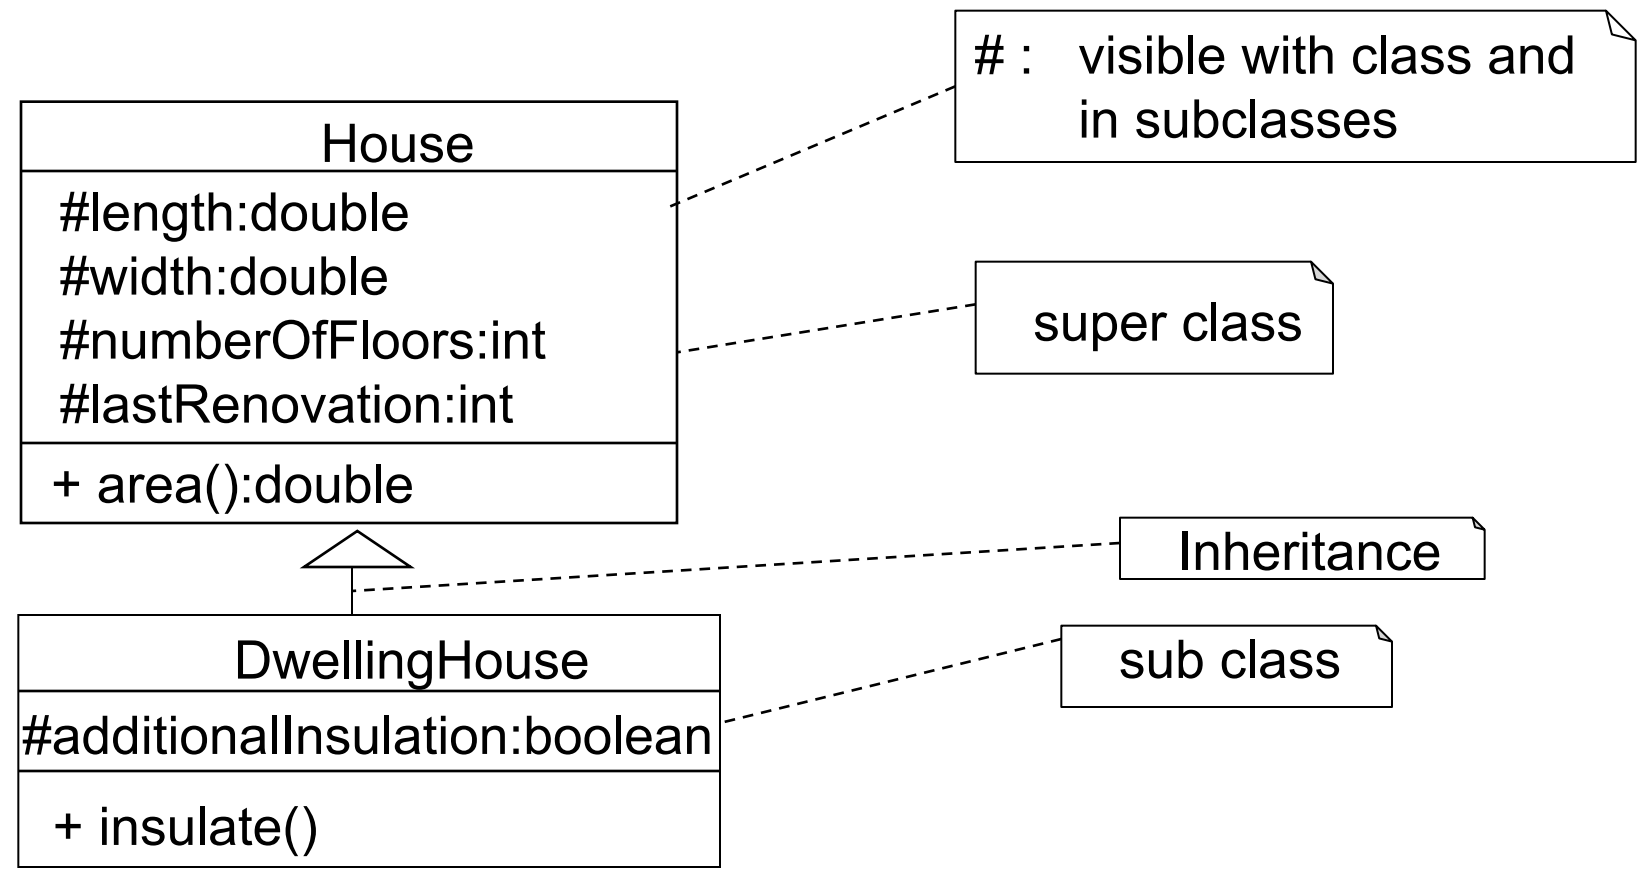 # : visible with class and
in subclasses
House
#length:double
#width:double
#numberOfFloors:int
#lastRenovation:int
+ area():double
super class
Inheritance
DwellingHouse
#additionalInsulation:boolean
+ insulate()
sub class